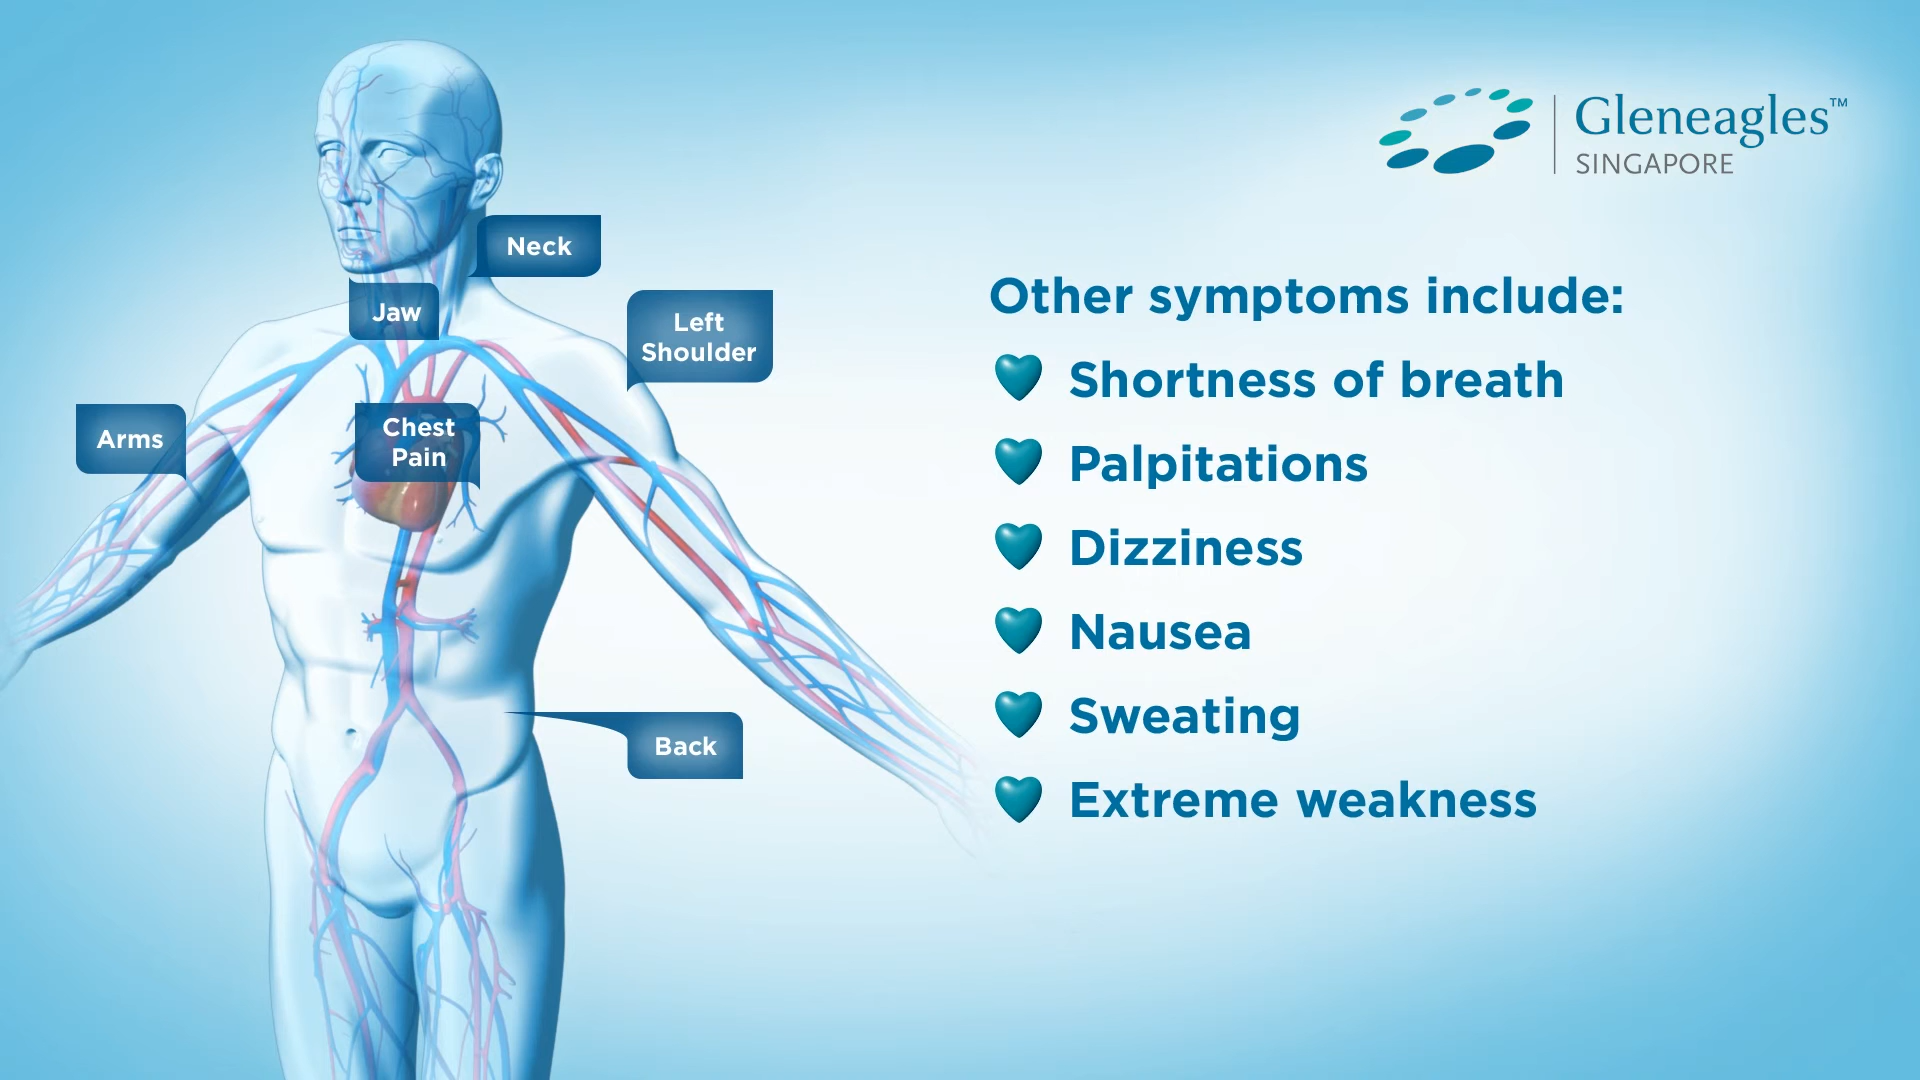 Gleneagles™
SINGAPORE
Neck
Jaw
Left
Shoulder
Arms
Chest
Pain
Back
Other symptoms include:
Shortness of breath
Palpitations
Dizziness
Nausea
Sweating
Extreme weakness